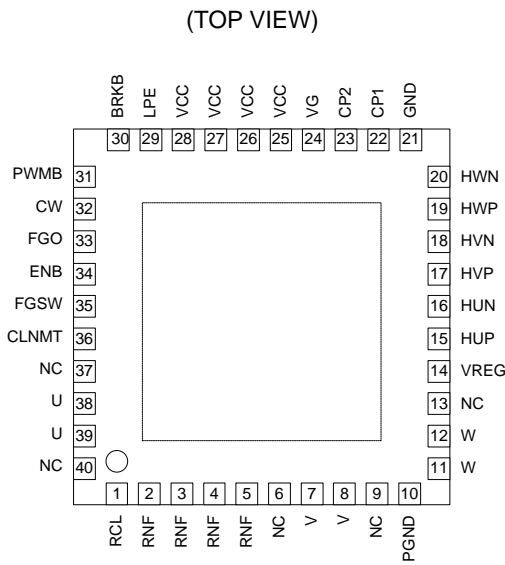 (TOP VIEW)
BRKB LPE VCC VCC VCC VCC VG CP2 CP1 GND
30 29 28 27 26 25 24 23 22 21
PWMB 31 20 HWN
CW 32 19 HWP
FGO 33 18 HVN
ENB 34 17 HVP
FGSW 35 16 HUN
CLNMT 36 15 HUP
NC 37 14 VREG
U 38 13 NC
U 39 12 W
NC 40 11 W
1 2 3 4 5 6 7 8 9 10
RCL RNF RNF RNF RNF NC V V NC PGND